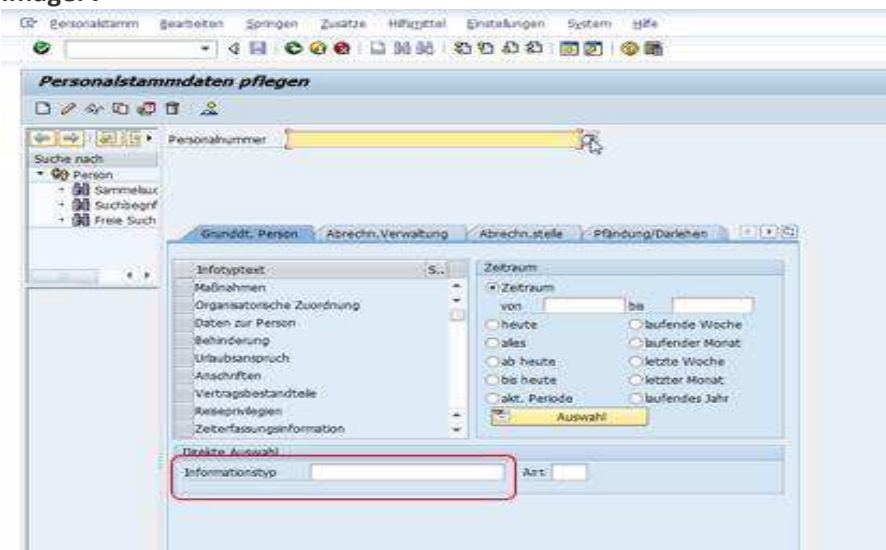 Personalstamm Bearbeiten Springen Zusätze Hilfsmittel Einstellungen System Hilfe
Personalstammdaten pflegen
Personalnummer
Suche nach
Person
Sammelsuc
Suchbegrif
Freie Such
Grunddt. Person Abrechn.Verwaltung Abrechn.stelle Pfändung/Darlehen
Infotyptext S..
Maßnahmen
Organisatorische Zuordnung
Daten zur Person
Behinderung
Urlaubsanspruch
Anschriften
Vertragsbestandteile
Reiseprivilegien
Zeiterfassungsinformation
Zeitraum
Zeitraum
von bis
heute laufende Woche
alles laufender Monat
ab heute letzte Woche
bis heute letzter Monat
akt. Periode laufendes Jahr
Auswahl
Direkte Auswahl
Informationstyp Art